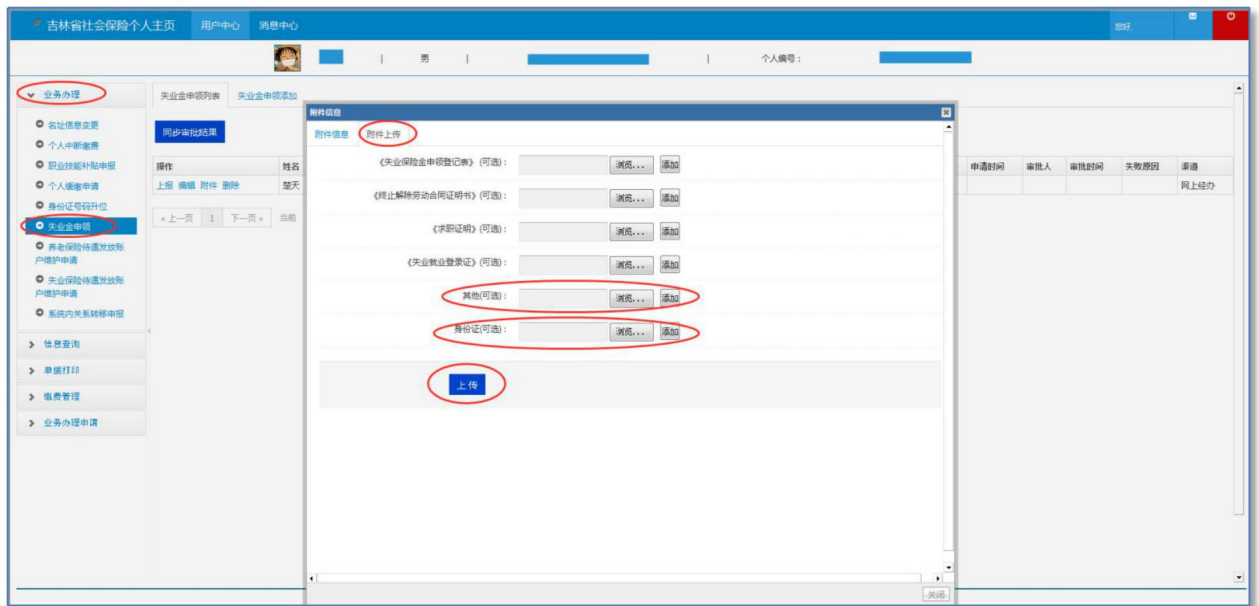 吉林省社会保险个人主页 用户中心 消息中心 您好,
| 男 | | 个人编号:
业务办理
名址信息变更
个人中断缴费
职业技能补贴申报
个人缓缴申请
身份证号码升位
失业金申领
养老保险待遇发放账
户维护申请
失业保险待遇发放账
户维护申请
系统内关系转移申报
信息查询
单据打印
缴费管理
业务办理申请
失业金申领列表 失业金申领添加
同步审批结果
操作 姓名 申请时间 审批人 审批时间 失败原因 渠道
上报 编辑 附件 删除 楚天 网上经办
«上一页 1 下一页» 当前
附件信息
附件信息 附件上传
《失业保险金申领登记表》(可选): 浏览... 添加
《终止解除劳动合同证明书》(可选): 浏览... 添加
《求职证明》(可选): 浏览... 添加
《失业就业登录证》(可选): 浏览... 添加
其他(可选): 浏览... 添加
身份证(可选): 浏览... 添加
上传
关闭